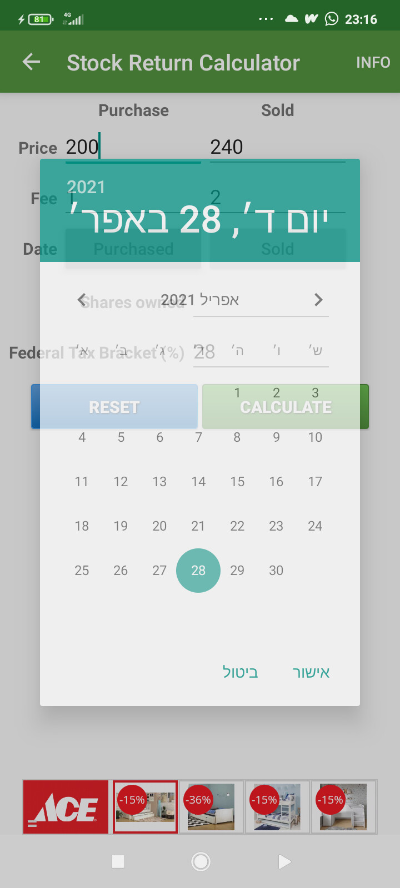 81 4G ... 23:16
Stock Return Calculator INFO
Purchase Sold
Price 200 240
2021
Fee 1 2
יום ד׳, 28 באפר׳
Date Purchased Sold
אפריל 2021
Shares owned
א׳ ב׳ ג׳ ד׳ ה׳ ו׳ ש׳
Federal Tax Bracket (%) 28
1 2 3
RESET CALCULATE
4 5 6 7 8 9 10
11 12 13 14 15 16 17
18 19 20 21 22 23 24
25 26 27 28 29 30
ביטול אישור
ACE -15% -36% -15% -15%